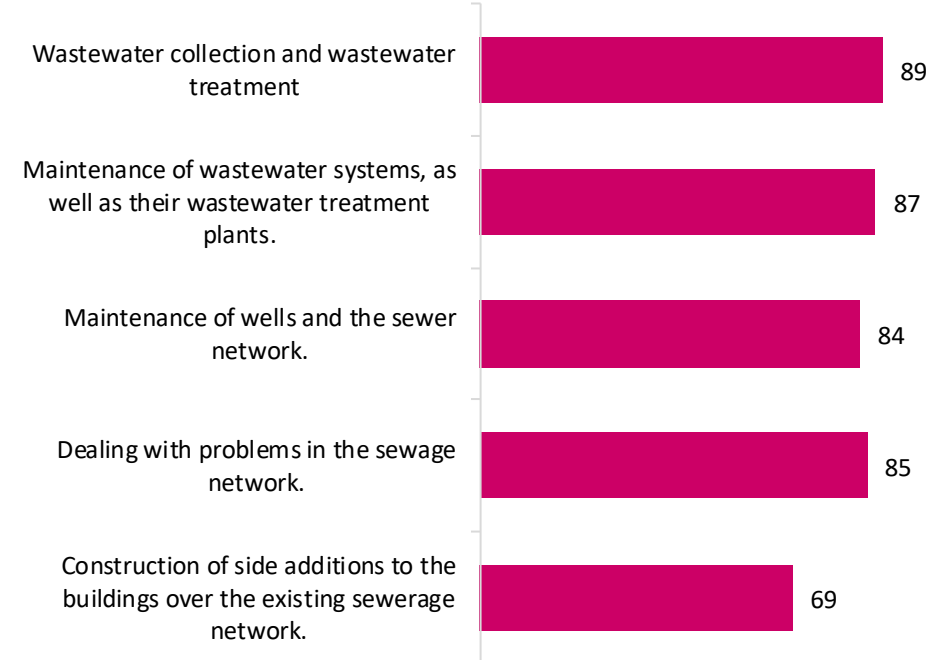 Wastewater collection and wastewater
treatment
89
Maintenance of wastewater systems, as
well as their wastewater treatment
plants.
87
Maintenance of wells and the sewer
network.
84
Dealing with problems in the sewage
network.
85
Construction of side additions to the
buildings over the existing sewerage
network.
69